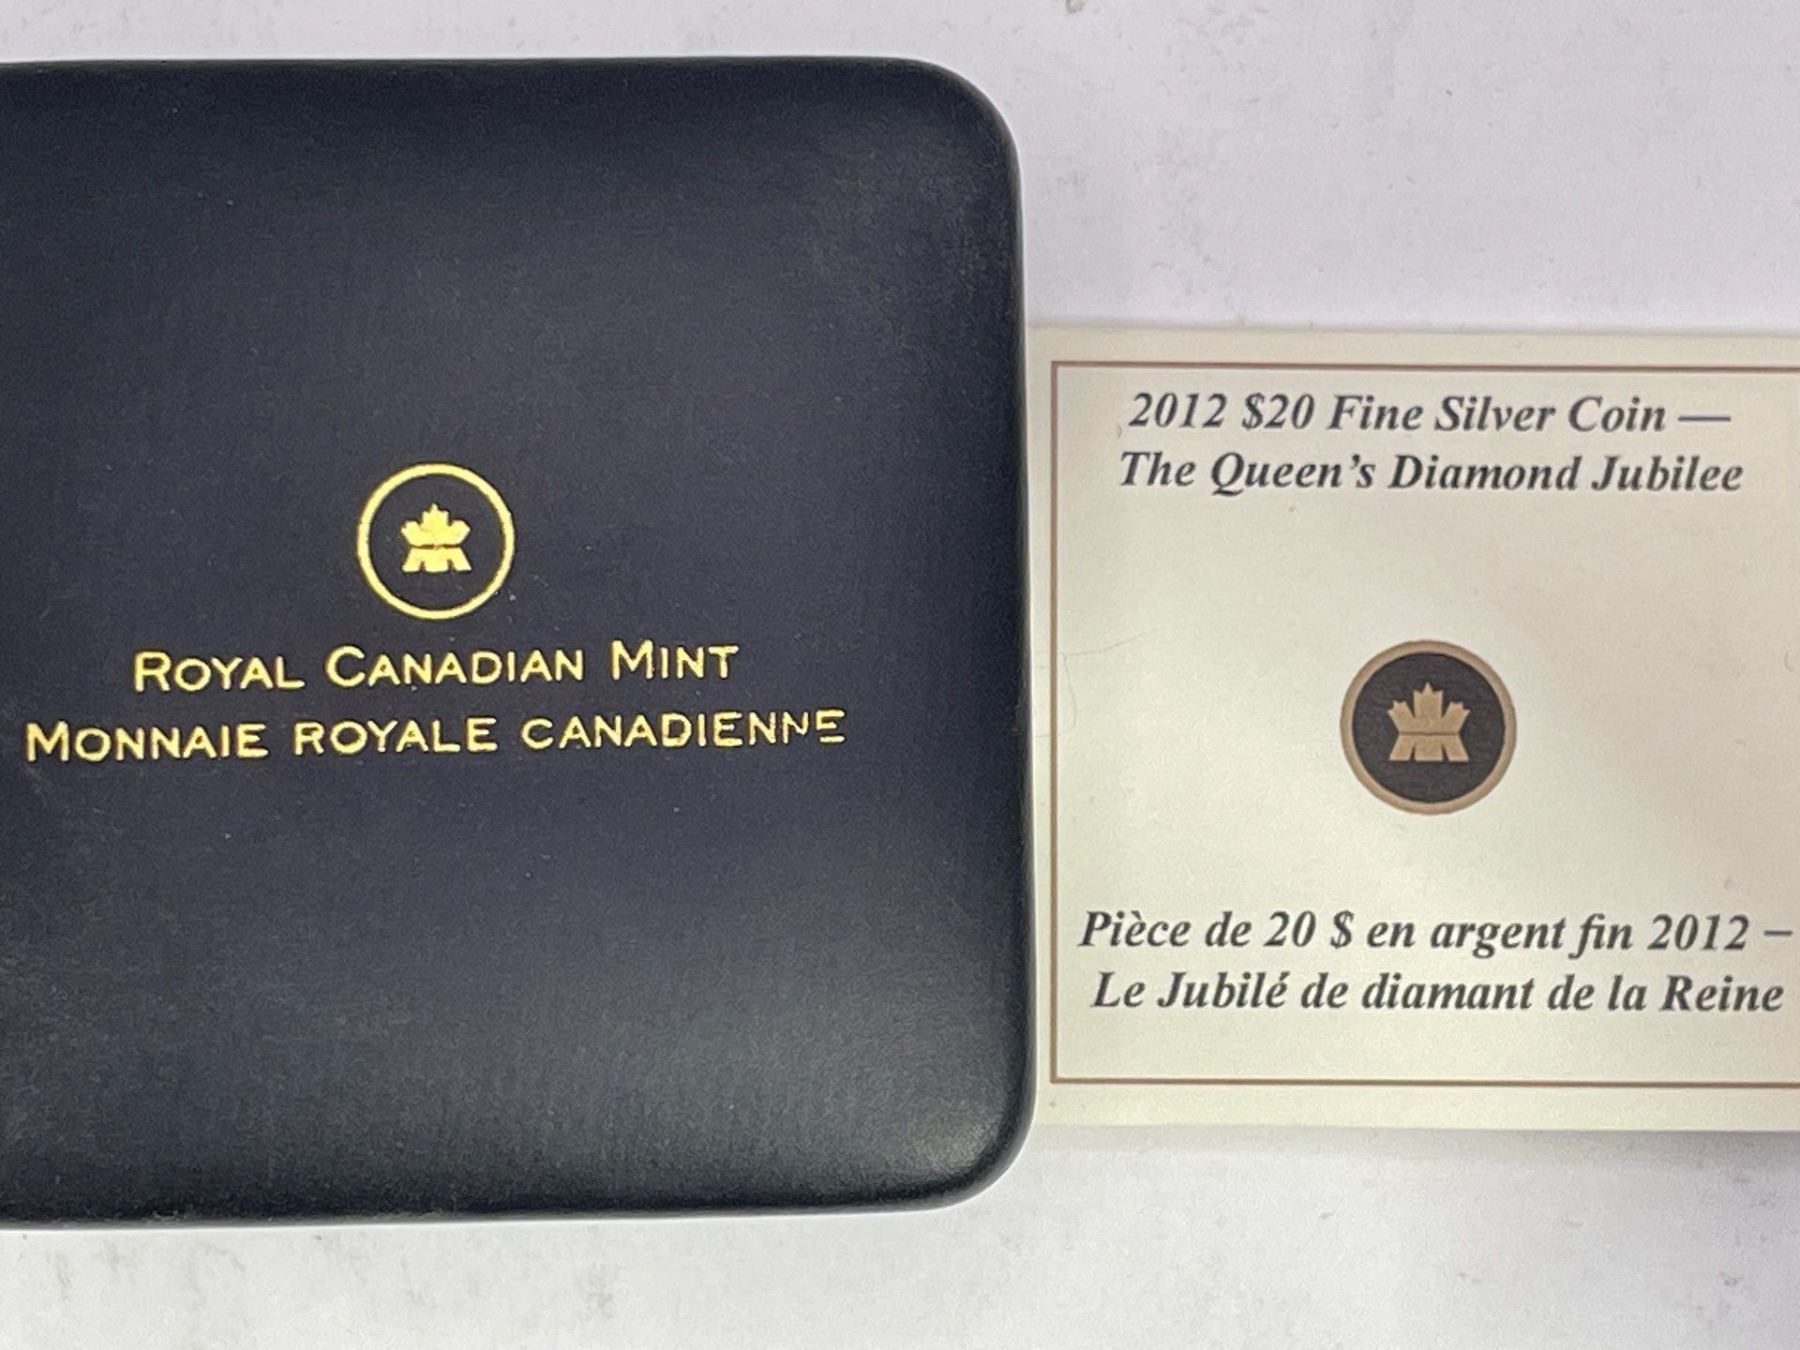 ROYAL CANADIAN MINT
MONNAIE ROYALE CANADIENNE
2012 $20 Fine Silver Coin —
The Queen's Diamond Jubilee
Pièce de 20 $ en argent fin 2012 –
Le Jubilé de diamant de la Reine